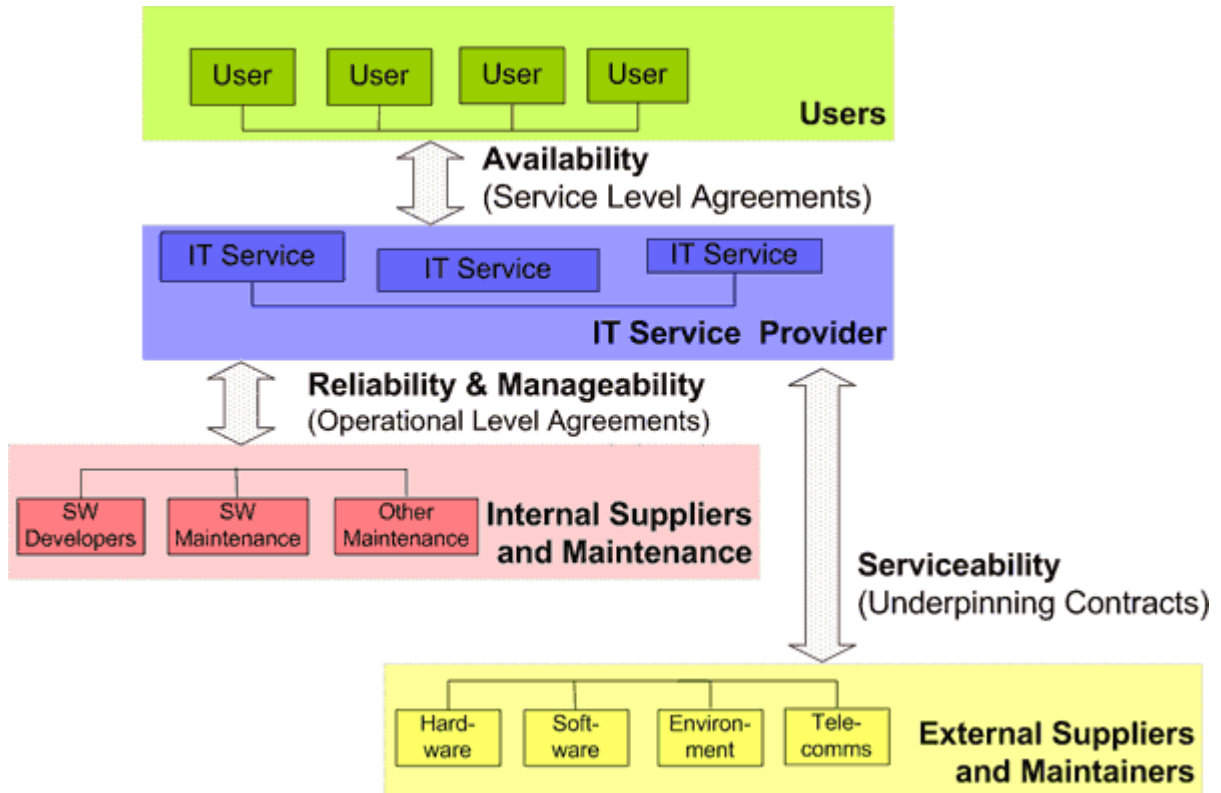 User User User User
Users
Availability
(Service Level Agreements)
IT Service IT Service IT Service
IT Service Provider
Reliability & Manageability
(Operational Level Agreements)
SW
Developers
SW
Maintenance
Other
Maintenance
Internal Suppliers
and Maintenance
Serviceability
(Underpinning Contracts)
Hard-
ware
Soft-
ware
Environ-
ment
Tele-
comms
External Suppliers
and Maintainers